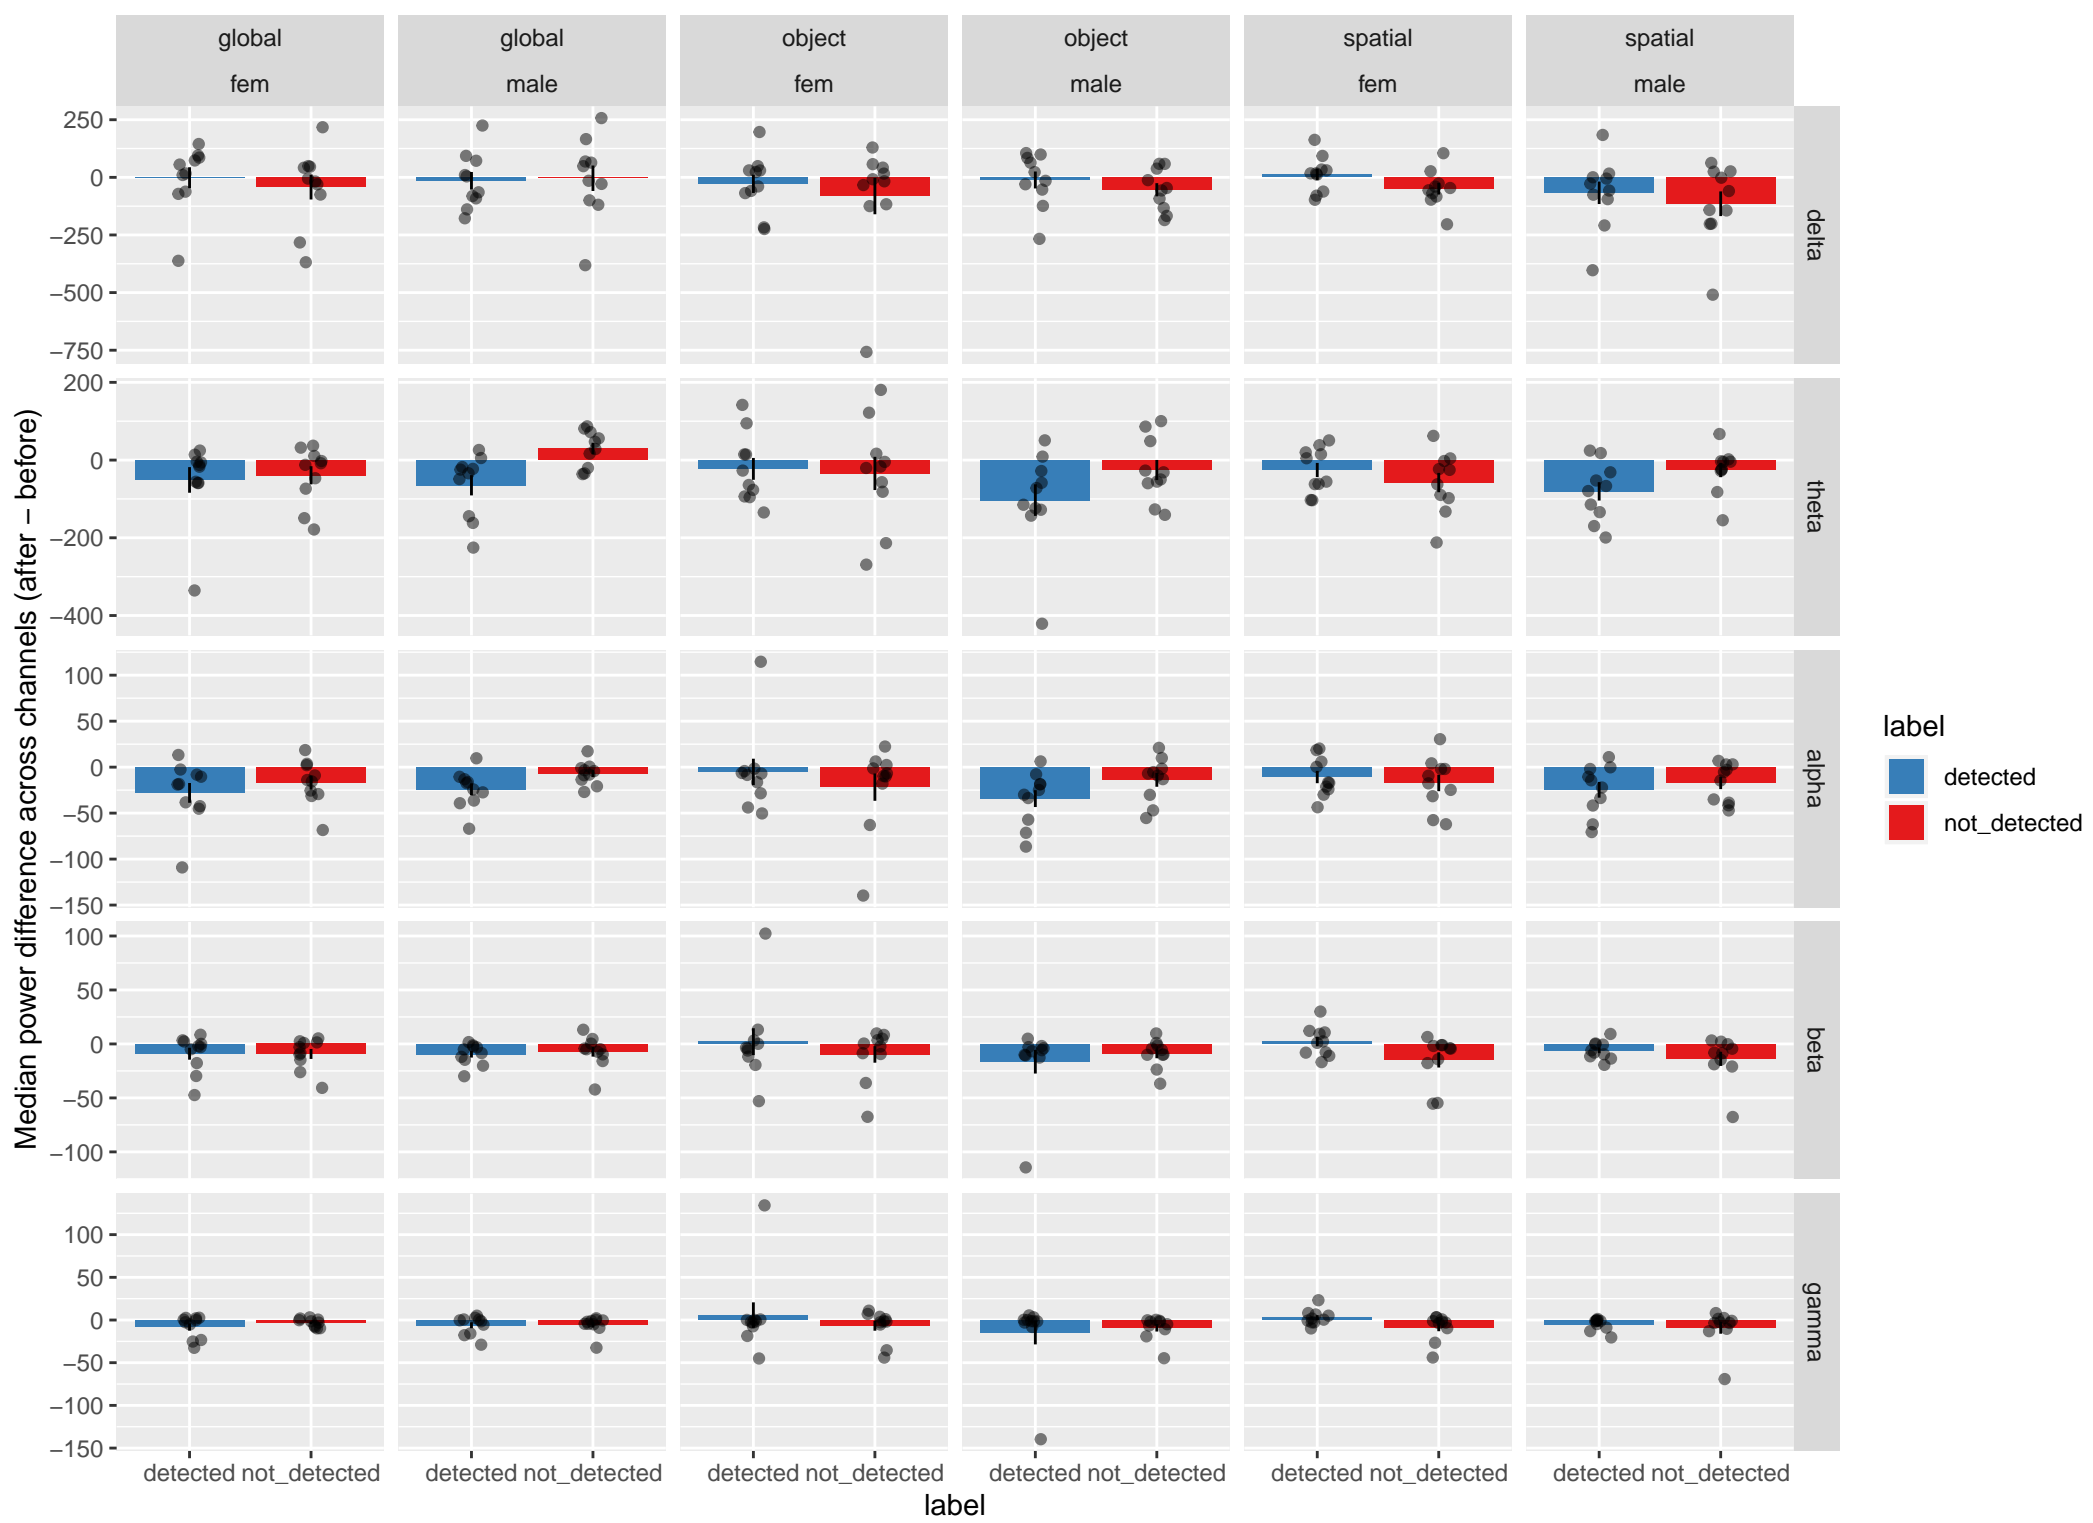 global global object object spatial spatial
fem male fem male fem male
250
0
−250
−500
−750
delta
200
0
−200
−400
theta
100
50
0
−50
−100
−150
alpha
100
50
0
−50
−100
beta
100
50
0
−50
−100
−150
gamma
Median power difference across channels (after − before)
detected not_detected detected not_detected detected not_detected detected not_detected detected not_detected detected not_detected
label
label
detected
not_detected